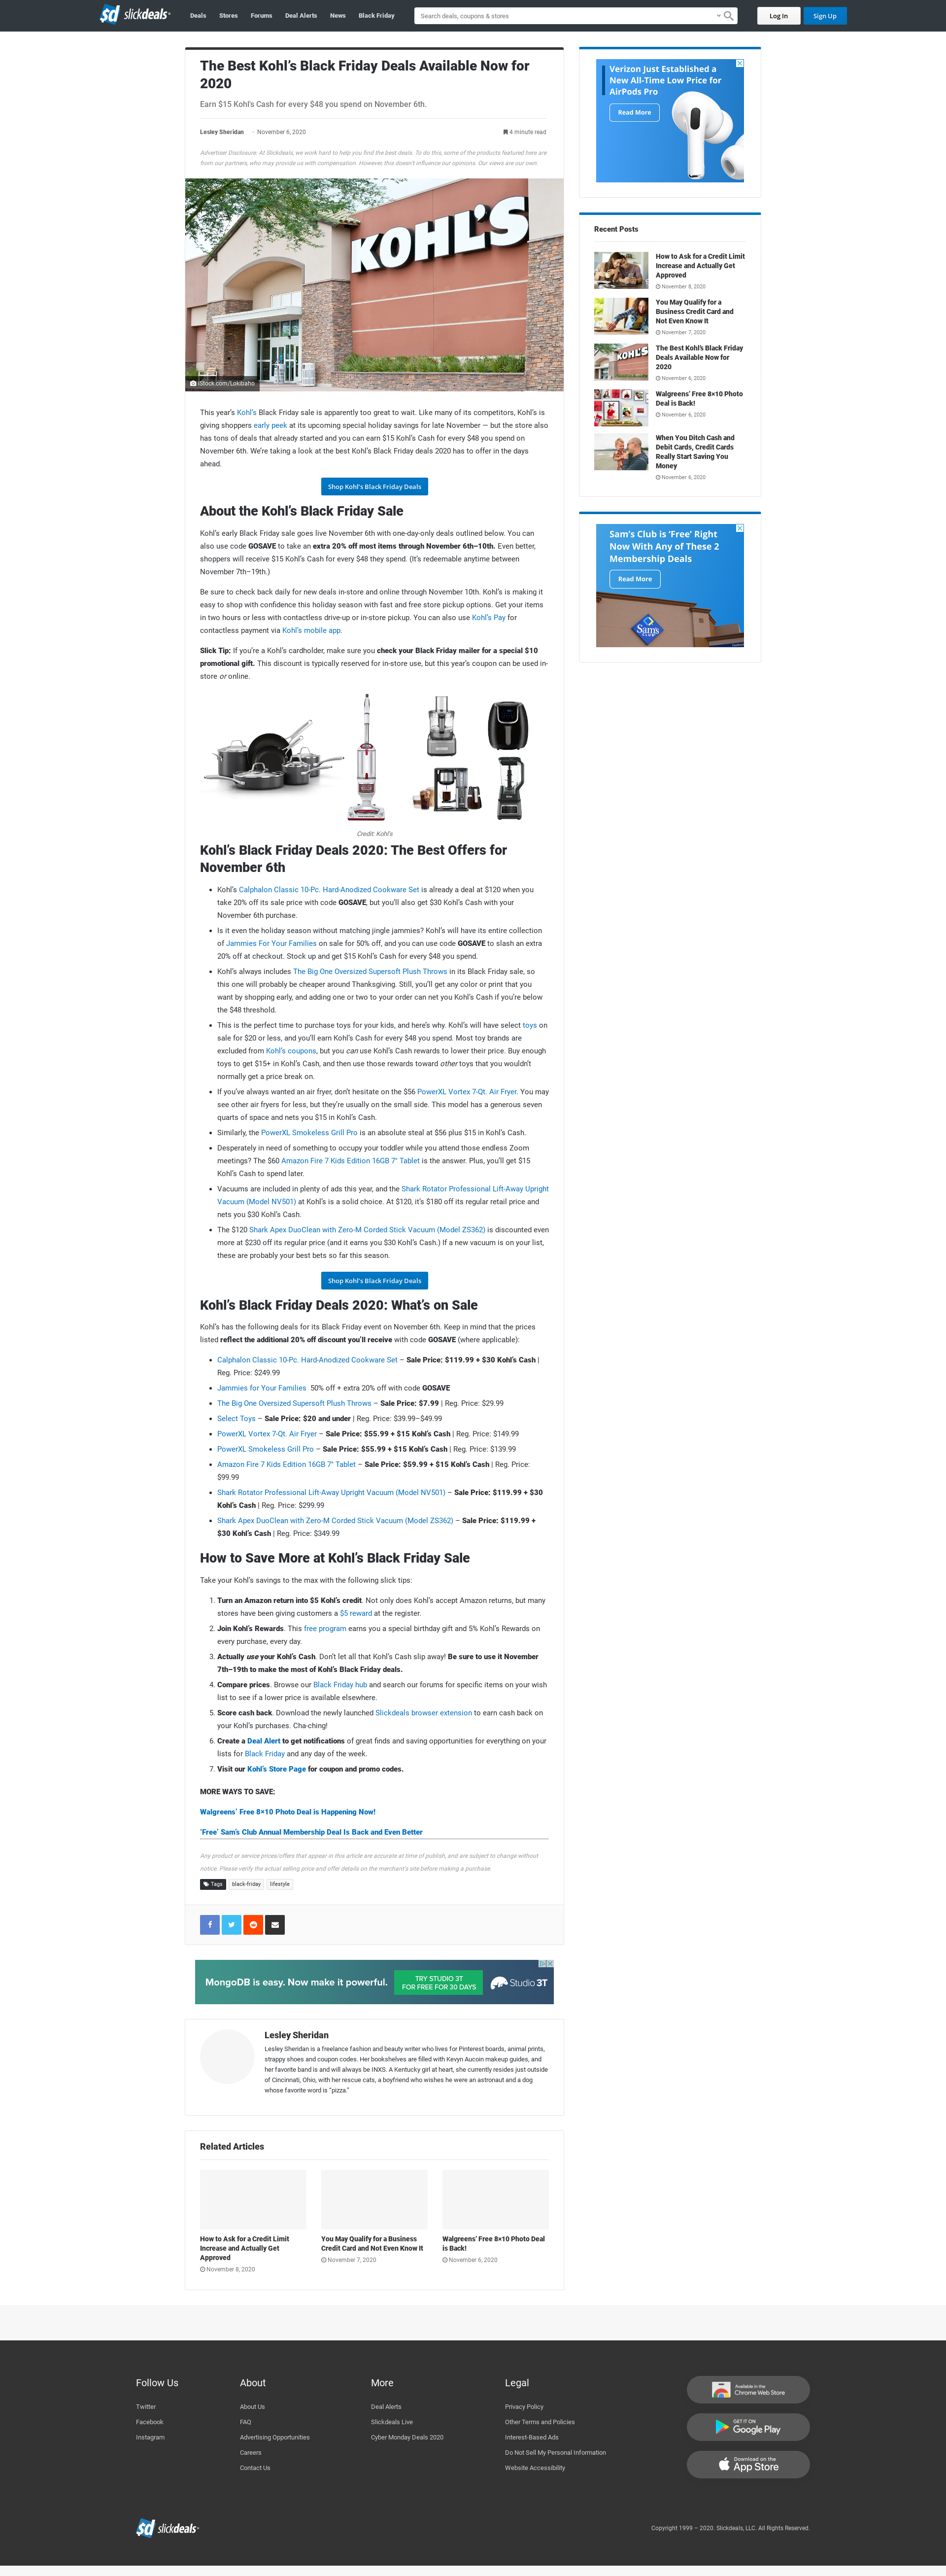 slickdeals
Deals Stores Forums Deal Alerts News Black Friday
Search deals, coupons & stores
Log In
Sign Up
The Best Kohl's Black Friday Deals Available Now for
2020
Earn $15 Kohl's Cash for every $48 you spend on November 6th.
Lesley Sheridan · November 6, 2020
4 minute read
Advertiser Disclosure: At Slickdeals, we work hard to help you find the best deals. To do this, some of the products featured here are
from our partners, who may provide us with compensation. However, this doesn't influence our opinions. Our views are our own.
KOHL'S
iStock.com/Lokibaho
This year's Kohl's Black Friday sale is apparently too great to wait. Like many of its competitors, Kohl's is
giving shoppers early peek at its upcoming special holiday savings for late November — but the store also
has tons of deals that already started and you can earn $15 Kohl's Cash for every $48 you spend on
November 6th. We're taking a look at the best Kohl's Black Friday deals 2020 has to offer in the days
ahead.
Shop Kohl's Black Friday Deals
About the Kohl's Black Friday Sale
Kohl's early Black Friday sale goes live November 6th with one-day-only deals outlined below. You can
also use code GOSAVE to take an extra 20% off most items through November 6th–10th. Even better,
shoppers will receive $15 Kohl's Cash for every $48 they spend. (It's redeemable anytime between
November 7th–19th.)
Be sure to check back daily for new deals in-store and online through November 10th. Kohl's is making it
easy to shop with confidence this holiday season with fast and free store pickup options. Get your items
in two hours or less with contactless drive-up or in-store pickup. You can also use Kohl's Pay for
contactless payment via Kohl's mobile app.
Slick Tip: If you're a Kohl's cardholder, make sure you check your Black Friday mailer for a special $10
promotional gift. This discount is typically reserved for in-store use, but this year's coupon can be used in-
store or online.
Credit: Kohl's
Kohl's Black Friday Deals 2020: The Best Offers for
November 6th
• Kohl's Calphalon Classic 10-Pc. Hard-Anodized Cookware Set is already a deal at $120 when you
take 20% off its sale price with code GOSAVE, but you'll also get $30 Kohl's Cash with your
November 6th purchase.
• Is it even the holiday season without matching jingle jammies? Kohl's will have its entire collection
of Jammies For Your Families on sale for 50% off, and you can use code GOSAVE to slash an extra
20% off at checkout. Stock up and get $15 Kohl's Cash for every $48 you spend.
• Kohl's always includes The Big One Oversized Supersoft Plush Throws in its Black Friday sale, so
this one will probably be cheaper around Thanksgiving. Still, you'll get any color or print that you
want by shopping early, and adding one or two to your order can net you Kohl's Cash if you're below
the $48 threshold.
• This is the perfect time to purchase toys for your kids, and here's why. Kohl's will have select toys on
sale for $20 or less, and you'll earn Kohl's Cash for every $48 you spend. Most toy brands are
excluded from Kohl's coupons, but you can use Kohl's Cash rewards to lower their price. Buy enough
toys to get $15+ in Kohl's Cash, and then use those rewards toward other toys that you wouldn't
normally get a price break on.
• If you've always wanted an air fryer, don't hesitate on the $56 PowerXL Vortex 7-Qt. Air Fryer. You may
see other air fryers for less, but they're usually on the small side. This model has a generous seven
quarts of space and nets you $15 in Kohl's Cash.
• Similarly, the PowerXL Smokeless Grill Pro is an absolute steal at $56 plus $15 in Kohl's Cash.
• Desperately in need of something to occupy your toddler while you attend those endless Zoom
meetings? The $60 Amazon Fire 7 Kids Edition 16GB 7" Tablet is the answer. Plus, you'll get $15
Kohl's Cash to spend later.
• Vacuums are included in plenty of ads this year, and the Shark Rotator Professional Lift-Away Upright
Vacuum (Model NV501) at Kohl's is a solid choice. At $120, it's $180 off its regular retail price and
nets you $30 Kohl's Cash.
• The $120 Shark Apex DuoClean with Zero-M Corded Stick Vacuum (Model ZS362) is discounted even
more at $230 off its regular price (and it earns you $30 Kohl's Cash.) If a new vacuum is on your list,
these are probably your best bets so far this season.
Shop Kohl's Black Friday Deals
Kohl's Black Friday Deals 2020: What's on Sale
Kohl's has the following deals for its Black Friday event on November 6th. Keep in mind that the prices
listed reflect the additional 20% off discount you'll receive with code GOSAVE (where applicable):
• Calphalon Classic 10-Pc. Hard-Anodized Cookware Set – Sale Price: $119.99 + $30 Kohl's Cash |
Reg. Price: $249.99
• Jammies for Your Families 50% off + extra 20% off with code GOSAVE
• The Big One Oversized Supersoft Plush Throws – Sale Price: $7.99 | Reg. Price: $29.99
• Select Toys – Sale Price: $20 and under | Reg. Price: $39.99–$49.99
• PowerXL Vortex 7-Qt. Air Fryer – Sale Price: $55.99 + $15 Kohl's Cash | Reg. Price: $149.99
• PowerXL Smokeless Grill Pro – Sale Price: $55.99 + $15 Kohl's Cash | Reg. Price: $139.99
• Amazon Fire 7 Kids Edition 16GB 7" Tablet – Sale Price: $59.99 + $15 Kohl's Cash | Reg. Price:
$99.99
• Shark Rotator Professional Lift-Away Upright Vacuum (Model NV501) – Sale Price: $119.99 + $30
Kohl's Cash | Reg. Price: $299.99
• Shark Apex DuoClean with Zero-M Corded Stick Vacuum (Model ZS362) – Sale Price: $119.99 +
$30 Kohl's Cash | Reg. Price: $349.99
How to Save More at Kohl's Black Friday Sale
Take your Kohl's savings to the max with the following slick tips:
1. Turn an Amazon return into $5 Kohl's credit. Not only does Kohl's accept Amazon returns, but many
stores have been giving customers a $5 reward at the register.
2. Join Kohl's Rewards. This free program earns you a special birthday gift and 5% Kohl's Rewards on
every purchase, every day.
3. Actually use your Kohl's Cash. Don't let all that Kohl's Cash slip away! Be sure to use it November
7th–19th to make the most of Kohl's Black Friday deals.
4. Compare prices. Browse our Black Friday hub and search our forums for specific items on your wish
list to see if a lower price is available elsewhere.
5. Score cash back. Download the newly launched Slickdeals browser extension to earn cash back on
your Kohl's purchases. Cha-ching!
6. Create a Deal Alert to get notifications of great finds and saving opportunities for everything on your
lists for Black Friday and any day of the week.
7. Visit our Kohl's Store Page for coupon and promo codes.
MORE WAYS TO SAVE:
Walgreens' Free 8×10 Photo Deal is Happening Now!
'Free' Sam's Club Annual Membership Deal Is Back and Even Better
Any product or service prices/offers that appear in this article are accurate at time of publish, and are subject to change without
notice. Please verify the actual selling price and offer details on the merchant's site before making a purchase.
Tags black-friday lifestyle
MongoDB is easy. Now make it powerful.
TRY STUDIO 3T
FOR FREE FOR 30 DAYS
Studio 3T
Lesley Sheridan
Lesley Sheridan is a freelance fashion and beauty writer who lives for Pinterest boards, animal prints,
strappy shoes and coupon codes. Her bookshelves are filled with Kevyn Aucoin makeup guides, and
her favorite band is and will always be INXS. A Kentucky girl at heart, she currently resides just outside
of Cincinnati, Ohio, with her rescue cats, a boyfriend who wishes he were an astronaut and a dog
whose favorite word is "pizza."
Related Articles
How to Ask for a Credit Limit
Increase and Actually Get
Approved
November 8, 2020
You May Qualify for a Business
Credit Card and Not Even Know It
November 7, 2020
Walgreens' Free 8×10 Photo Deal
is Back!
November 6, 2020
Verizon Just Established a
New All-Time Low Price for
AirPods Pro
Read More
Recent Posts
How to Ask for a Credit Limit
Increase and Actually Get
Approved
November 8, 2020
You May Qualify for a
Business Credit Card and
Not Even Know It
November 7, 2020
KOHL'S
The Best Kohl's Black Friday
Deals Available Now for
2020
November 6, 2020
Walgreens' Free 8×10 Photo
Deal is Back!
November 6, 2020
When You Ditch Cash and
Debit Cards, Credit Cards
Really Start Saving You
Money
November 6, 2020
Sam's Club is 'Free' Right
Now With Any of These 2
Membership Deals
Read More
Sam's
Follow Us
Twitter
Facebook
Instagram
About
About Us
FAQ
Advertising Opportunities
Careers
Contact Us
More
Deal Alerts
Slickdeals Live
Cyber Monday Deals 2020
Legal
Privacy Policy
Other Terms and Policies
Interest-Based Ads
Do Not Sell My Personal Information
Website Accessibility
Available in the
Chrome Web Store
GET IT ON
Google Play
Download on the
App Store
slickdeals
Copyright 1999 – 2020. Slickdeals, LLC. All Rights Reserved.